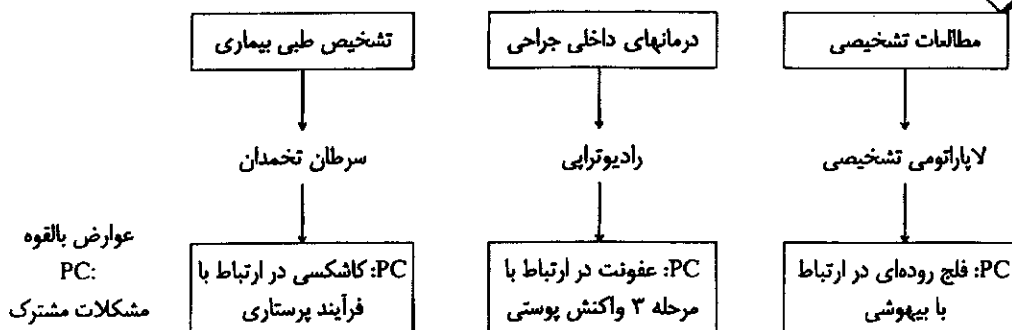 مطالعات تشخیصی
درمانهای داخلی جراحی
تشخیص طبی بیماری
لاپاراتومی تشخیصی
رادیوتراپی
سرطان تخمدان
PC: فلج روده‌ای در ارتباط
با بیهوشی
PC: عفونت در ارتباط با
مرحله ۳ واکنش پوستی
PC: کاشکسی در ارتباط با
فرآیند پرستاری
عوارض بالقوه
PC:
مشکلات مشترک